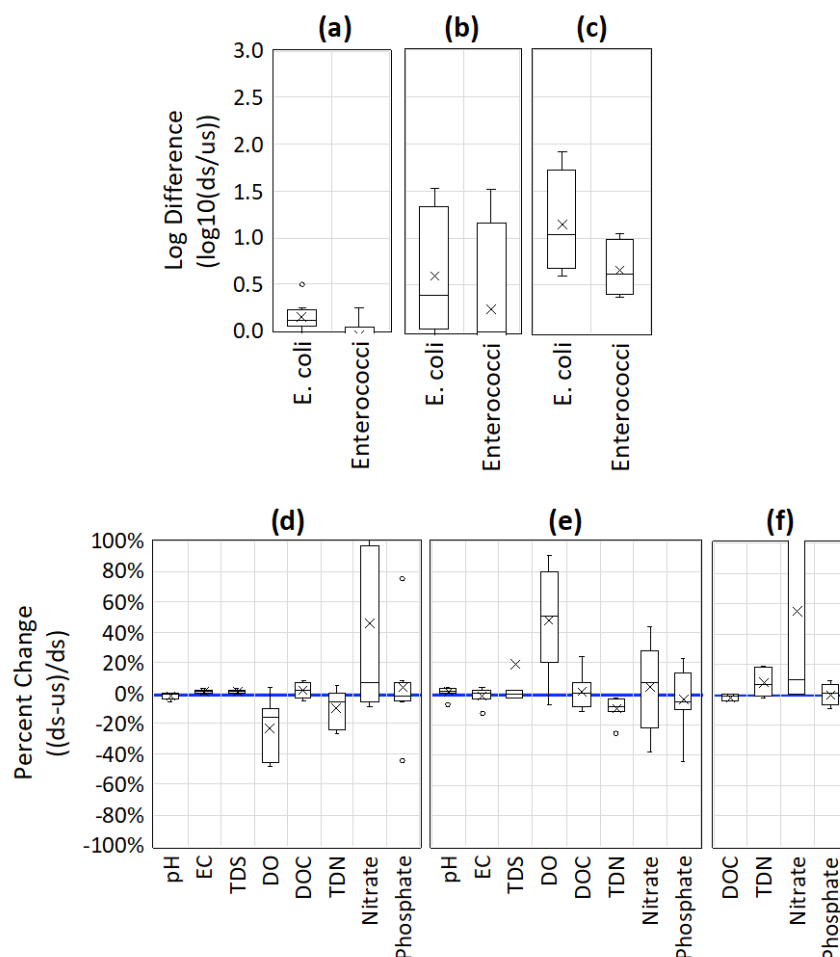 (a) (b) (c)
Log Difference
(log10(ds/us))
3.0
2.5
2.0
1.5
1.0
0.5
0.0
E. coli
Enterococci
E. coli
Enterococci
E. coli
Enterococci
(d) (e) (f)
Percent Change
((ds-us)/ds)
100%
80%
60%
40%
20%
0%
-20%
-40%
-60%
-80%
-100%
pH
EC
TDS
DO
DOC
TDN
Nitrate
Phosphate
pH
EC
TDS
DO
DOC
TDN
Nitrate
Phosphate
DOC
TDN
Nitrate
Phosphate